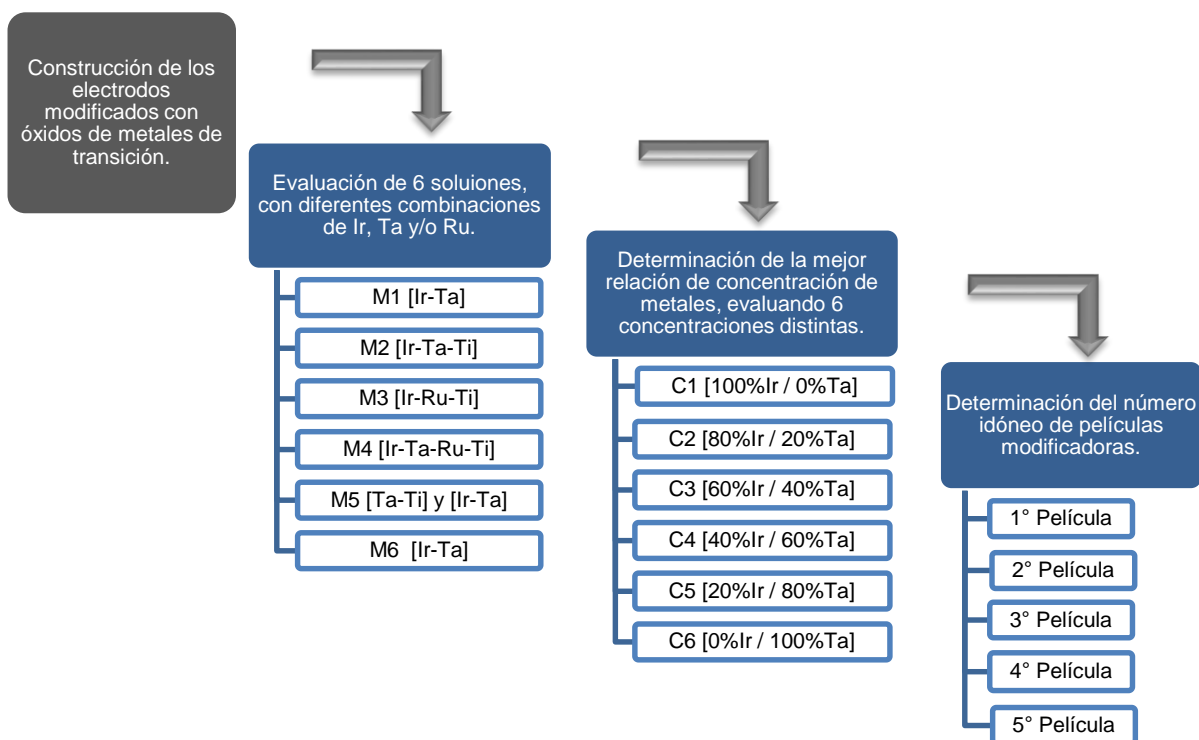 Construcción de los
electrodos
modificados con
óxidos de metales de
transición.
Evaluación de 6 soluiones,
con diferentes combinaciones
de Ir, Ta y/o Ru.
M1 [Ir-Ta]
M2 [Ir-Ta-Ti]
M3 [Ir-Ru-Ti]
M4 [Ir-Ta-Ru-Ti]
M5 [Ta-Ti] y [Ir-Ta]
M6  [Ir-Ta]
Determinación de la mejor
relación de concentración de
metales, evaluando 6
concentraciones distintas.
C1 [100%Ir / 0%Ta]
C2 [80%Ir / 20%Ta]
C3 [60%Ir / 40%Ta]
C4 [40%Ir / 60%Ta]
C5 [20%Ir / 80%Ta]
C6 [0%Ir / 100%Ta]
Determinación del número
idóneo de películas
modificadoras.
1° Película
2° Película
3° Película
4° Película
5° Película